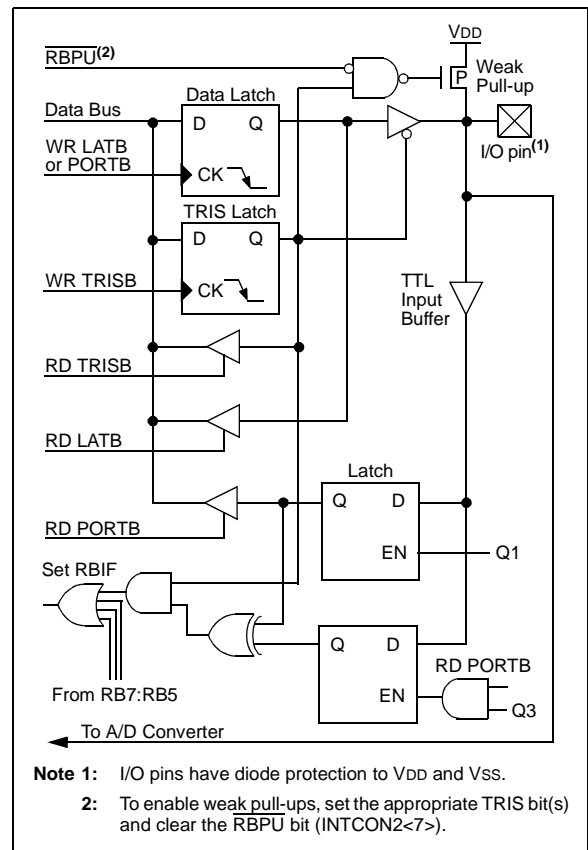 VDD
RBPU(2)
P
Weak
Pull-up
Data Bus
Data Latch
D Q
WR LATB
or PORTB
CK
I/O pin(1)
TRIS Latch
D Q
WR TRISB
CK
TTL
Input
Buffer
RD TRISB
RD LATB
Latch
Q D
RD PORTB
EN
Q1
Set RBIF
Q D
RD PORTB
EN
Q3
From RB7:RB5
To A/D Converter
Note 1: I/O pins have diode protection to VDD and VSS.
2: To enable weak pull-ups, set the appropriate TRIS bit(s)
and clear the RBPU bit (INTCON2<7>).